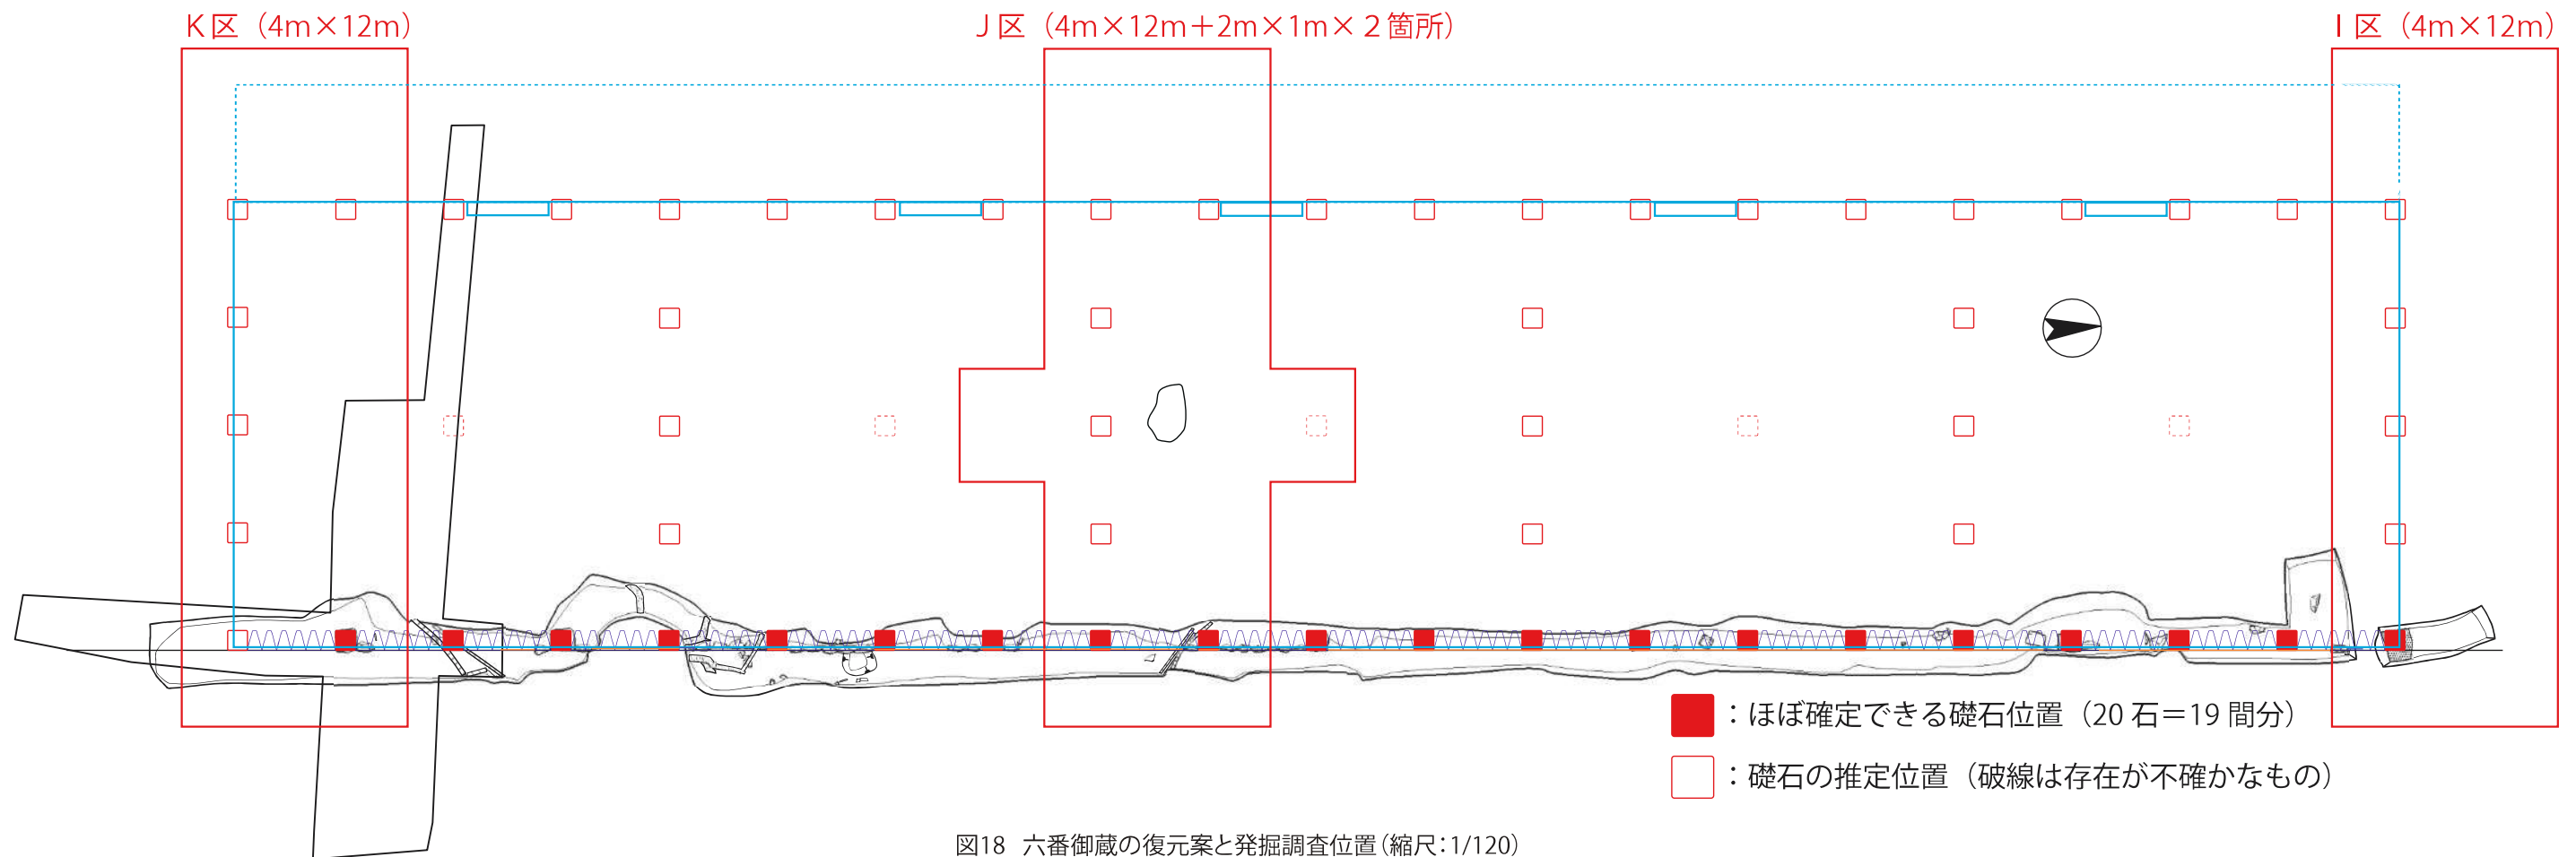 K区（4m×12m）
J区（4m×12m＋2m×1m×２箇所）
I区（4m×12m）
：ほぼ確定できる礎石位置（20石＝19間分）
：礎石の推定位置（破線は存在が不確かなもの）
図18 六番御蔵の復元案と発掘調査位置（縮尺：1/120）